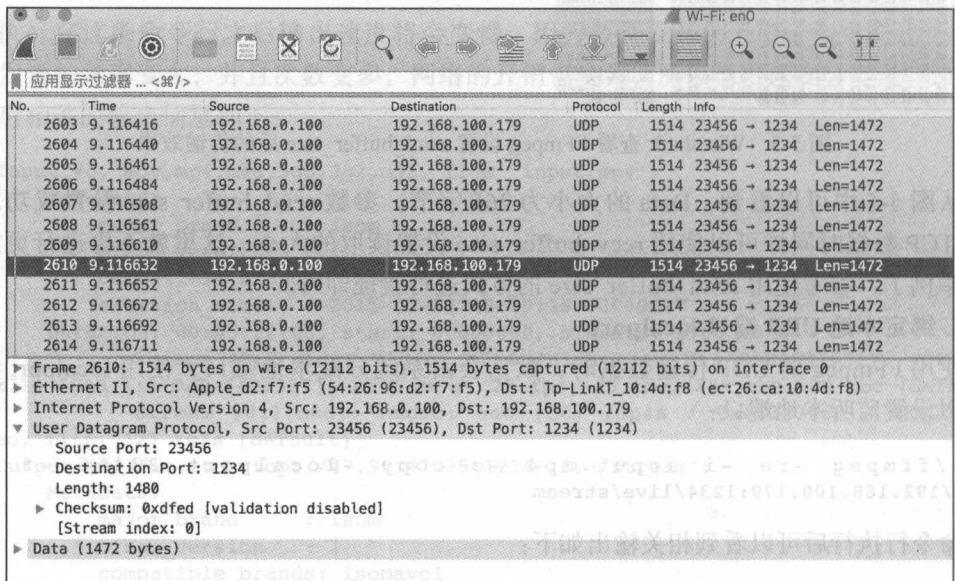 Wi-Fi: en0
应用显示过滤器 ... <⌘/>
No. Time Source Destination Protocol Length Info
2603 9.116416 192.168.0.100 192.168.100.179 UDP 1514 23456 → 1234 Len=1472
2604 9.116440 192.168.0.100 192.168.100.179 UDP 1514 23456 → 1234 Len=1472
2605 9.116461 192.168.0.100 192.168.100.179 UDP 1514 23456 → 1234 Len=1472
2606 9.116484 192.168.0.100 192.168.100.179 UDP 1514 23456 → 1234 Len=1472
2607 9.116508 192.168.0.100 192.168.100.179 UDP 1514 23456 → 1234 Len=1472
2608 9.116561 192.168.0.100 192.168.100.179 UDP 1514 23456 → 1234 Len=1472
2609 9.116610 192.168.0.100 192.168.100.179 UDP 1514 23456 → 1234 Len=1472
2610 9.116632 192.168.0.100 192.168.100.179 UDP 1514 23456 → 1234 Len=1472
2611 9.116652 192.168.0.100 192.168.100.179 UDP 1514 23456 → 1234 Len=1472
2612 9.116672 192.168.0.100 192.168.100.179 UDP 1514 23456 → 1234 Len=1472
2613 9.116692 192.168.0.100 192.168.100.179 UDP 1514 23456 → 1234 Len=1472
2614 9.116711 192.168.0.100 192.168.100.179 UDP 1514 23456 → 1234 Len=1472
Frame 2610: 1514 bytes on wire (12112 bits), 1514 bytes captured (12112 bits) on interface 0
Ethernet II, Src: Apple_d2:f7:f5 (54:26:96:d2:f7:f5), Dst: Tp-LinkT_10:4d:f8 (ec:26:ca:10:4d:f8)
Internet Protocol Version 4, Src: 192.168.0.100, Dst: 192.168.100.179
User Datagram Protocol, Src Port: 23456 (23456), Dst Port: 1234 (1234)
Source Port: 23456
Destination Port: 1234
Length: 1480
Checksum: 0xdfed [validation disabled]
[Stream index: 0]
Data (1472 bytes)